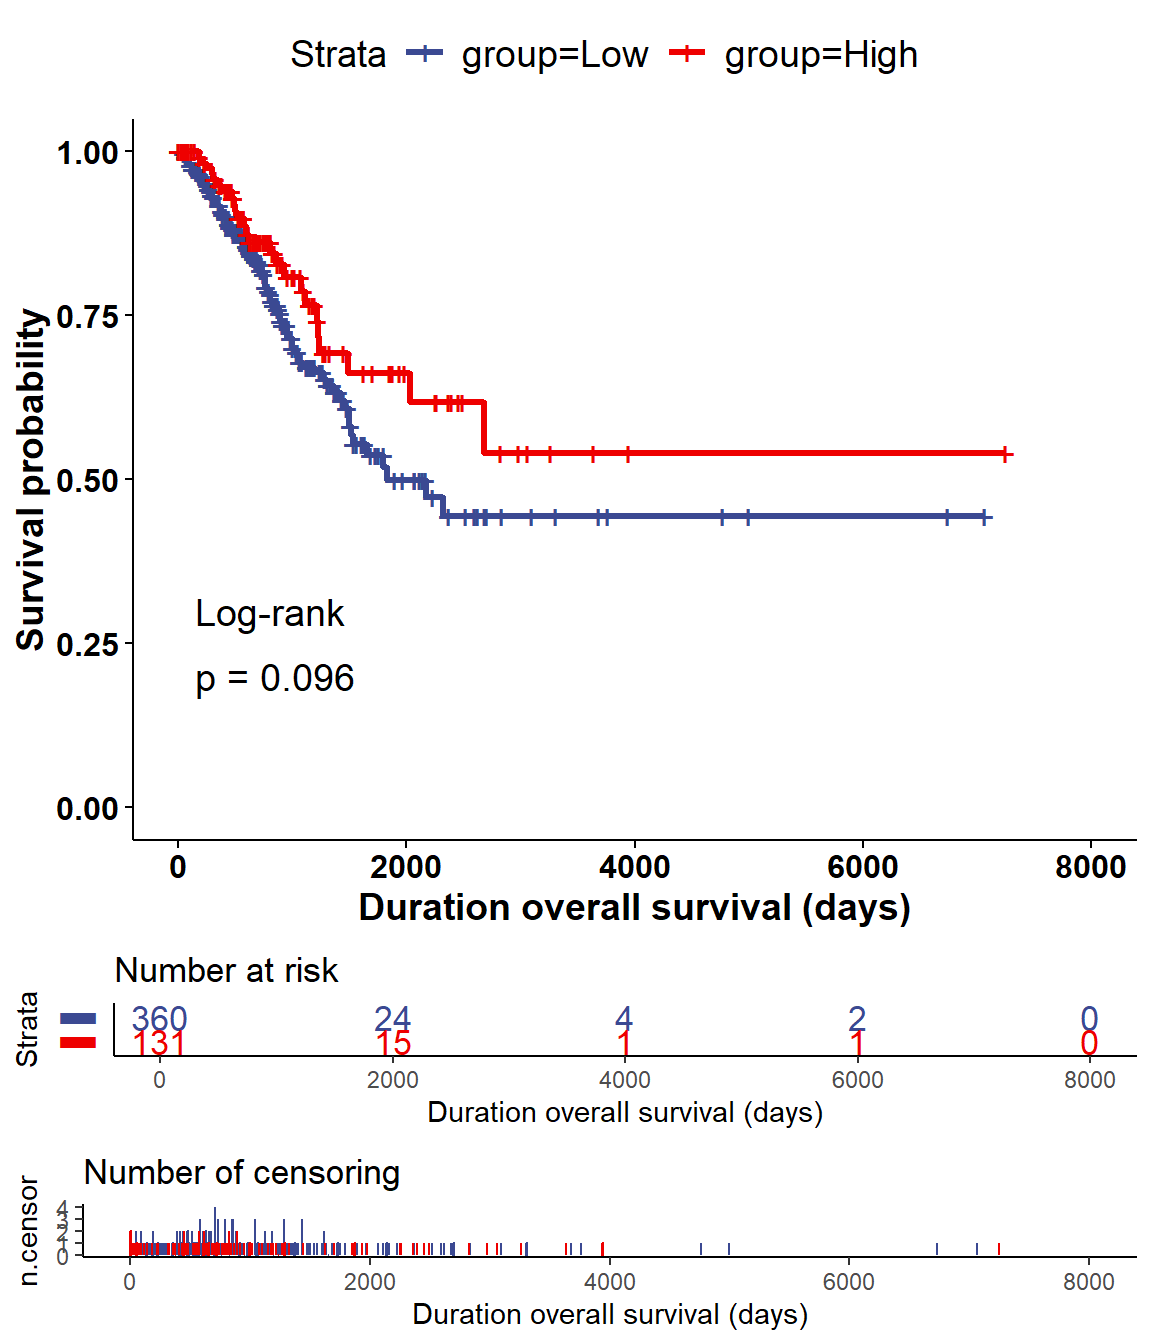 Strata group=Low group=High
1.00
0.75
0.50
0.25
0.00
Survival probability
Log-rank
p = 0.096
0 2000 4000 6000 8000
Duration overall survival (days)
Number at risk
Strata
360 24 4 2 0
131 15 1 1 0
0 2000 4000 6000 8000
Duration overall survival (days)
Number of censoring
n.censor
4
3
2
1
0
0 2000 4000 6000 8000
Duration overall survival (days)